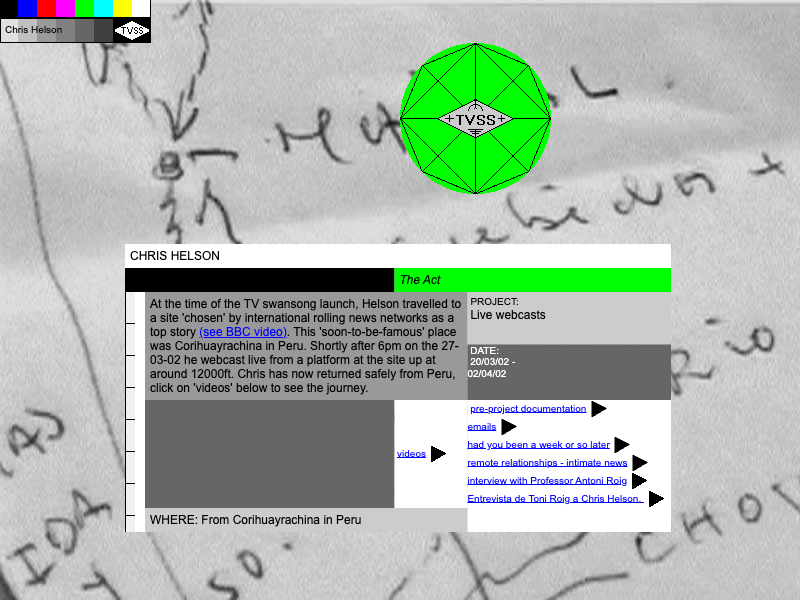 Chris Helson
TVSS
+TVSS+
CHRIS HELSON
The Act
At the time of the TV swansong launch, Helson travelled to
a site 'chosen' by international rolling news networks as a
top story (see BBC video). This 'soon-to-be-famous' place
was Corihuayrachina in Peru. Shortly after 6pm on the 27-
03-02 he webcast live from a platform at the site up at
around 12000ft. Chris has now returned safely from Peru,
click on 'videos' below to see the journey.
PROJECT:
Live webcasts
DATE:
20/03/02 -
02/04/02
videos
pre-project documentation
emails
had you been a week or so later
remote relationships - intimate news
interview with Professor Antoni Roig
Entrevista de Toni Roig a Chris Helson.
WHERE: From Corihuayrachina in Peru
IDA
so.